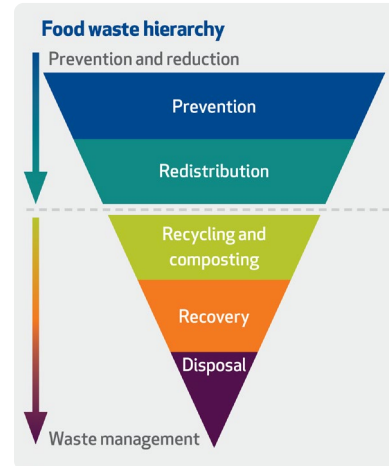 Food waste hierarchy
Prevention and reduction
Prevention
Redistribution
Recycling and
composting
Recovery
Disposal
Waste management